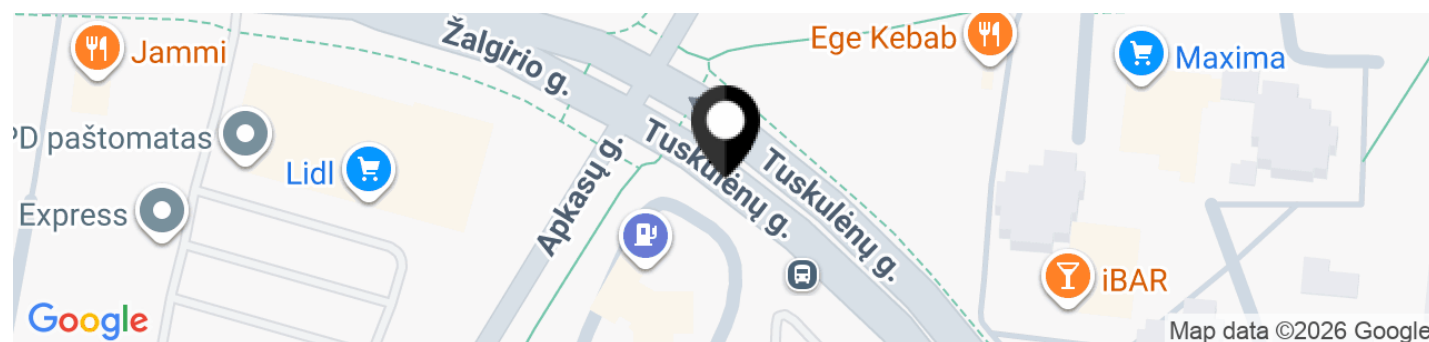 Žalgirio g.
Ege Kebab
Jammi
Maxima
PD paštomatas
Tuskulėnų g.
Tuskulėnų g.
Lidl
Apkasų g.
Express
iBAR
Google
Map data ©2026 Google